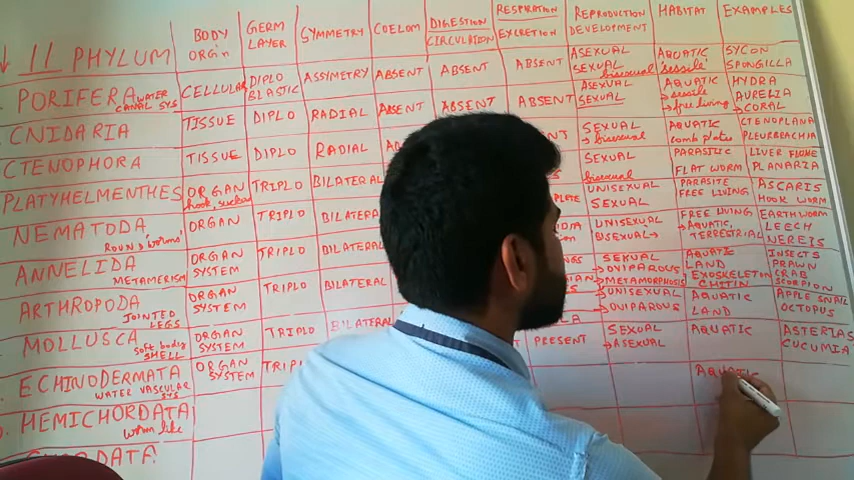 11 PHYLUM
BODY ORGI'N
GERM LAYER
SYMMETRY
COELOM
DIGESTION CIRCULATION
RESPIRATION EXCRETION
REPRODUCTION DEVELOPMENT
HABITAT
EXAMPLES
PORIFERA WATER CANAL SYS
CELLULAR
DIPLO BLASTIC
ASSYMETRY
ABSENT
ABSENT
ABSENT
ASEXUAL SEXUAL bisexual
AQUATIC 'sessile'
SYCON SPONGILLA
CNIDARIA
TISSUE
DIPLO
RADIAL
ABSENT
ABSENT
ABSENT
ASEXUAL SEXUAL
AQUATIC sessile free living
HYDRA AURELIA CORAL
CTENOPHORA
TISSUE
DIPLO
RADIAL
SEXUAL bisexual
AQUATIC comb plates
CTENOPLANA PLEURBEACHIA
PLATYHELMENTHES
ORGAN hook, sucker
TRIPLO
BILATERAL
SEXUAL bisexual
PARASITIC FLAT WORM
LIVER FLUKE PLANARIA
NEMATODA 'ROUND WORMS'
ORGAN
TRIPLO
BILATERAL
UNISEXUAL SEXUAL
PARASITE FREE LIVING
ASCARIS HOOK WORM
ANNELIDA METAMERISM
ORGAN SYSTEM
TRIPLO
BILATERAL
UNISEXUAL BISEXUAL
FREE LIVING AQUATIC, TERRESTRIAL
EARTHWORM LEECH NEREIS
ARTHROPODA JOINTED LEGS
ORGAN SYSTEM
TRIPLO
BILATERAL
SEXUAL OVIPAROUS METAMORPHOSIS
AQUATIC LAND EXOSKELETON CHITIN
INSECTS PRAWN CRAB SCORPION
MOLLUSCA Soft body SHELL
ORGAN SYSTEM
TRIPLO
BILATERAL
UNISEXUAL OVIPAROUS
AQUATIC LAND
APPLE SNAIL OCTOPUS
ECHINODERMATA WATER VASCULAR SYS
ORGAN SYSTEM
TRIPLO
PRESENT
SEXUAL ASEXUAL
AQUATIC
ASTERIAS CUCUMIA
HEMICHORDATA worm like
AQUATIC